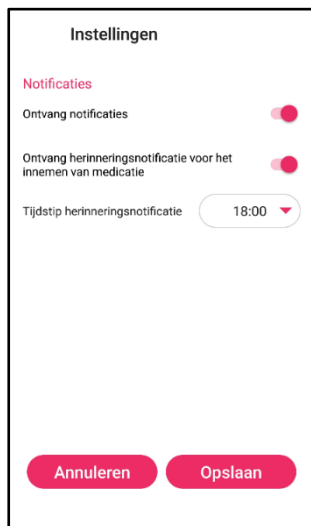 Instellingen
Notificaties
Ontvang notificaties
Ontvang herinneringsnotificatie voor het
innemen van medicatie
Tijdstip herinneringsnotificatie 18:00
Annuleren Opslaan